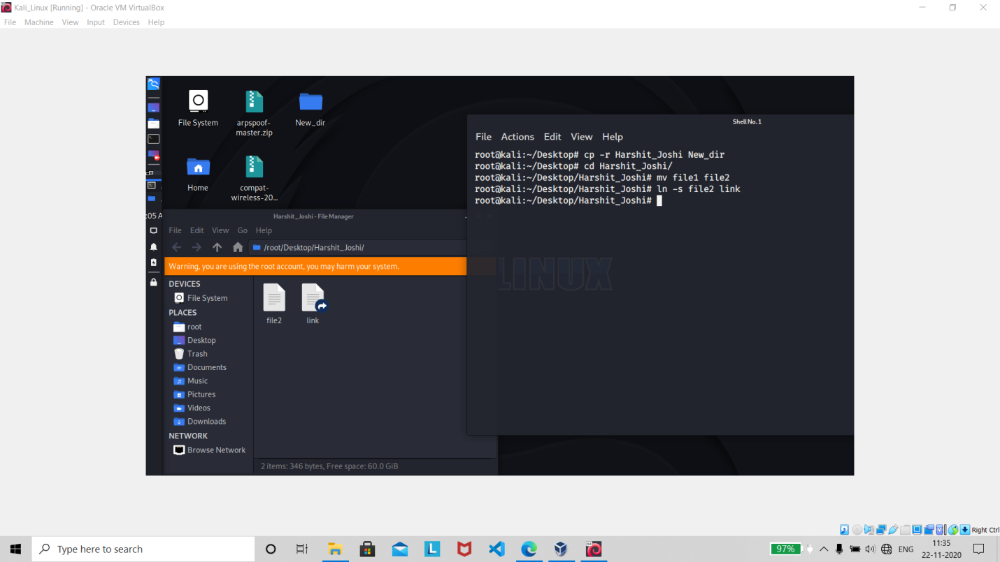 Kali_Linux [Running] - Oracle VM VirtualBox
File Machine View Input Devices Help
File System
arpspoof-
master.zip
New_dir
Home
compat-
wireless-20...
Shell No.1
File Actions Edit View Help
root@kali:~/Desktop# cp -r Harshit_Joshi New_dir
root@kali:~/Desktop# cd Harshit_Joshi/
root@kali:~/Desktop/Harshit_Joshi# mv file1 file2
root@kali:~/Desktop/Harshit_Joshi# ln -s file2 link
root@kali:~/Desktop/Harshit_Joshi#
LINUX
:05 A
Harshit_Joshi - File Manager
File Edit View Go Help
/root/Desktop/Harshit_Joshi/
Warning, you are using the root account, you may harm your system.
DEVICES
File System
PLACES
root
Desktop
Trash
Documents
Music
Pictures
Videos
Downloads
NETWORK
Browse Network
file2
link
2 items: 346 bytes, Free space: 60.0 GiB
Right Ctrl
Type here to search
L
97%
ENG
11:35
22-11-2020